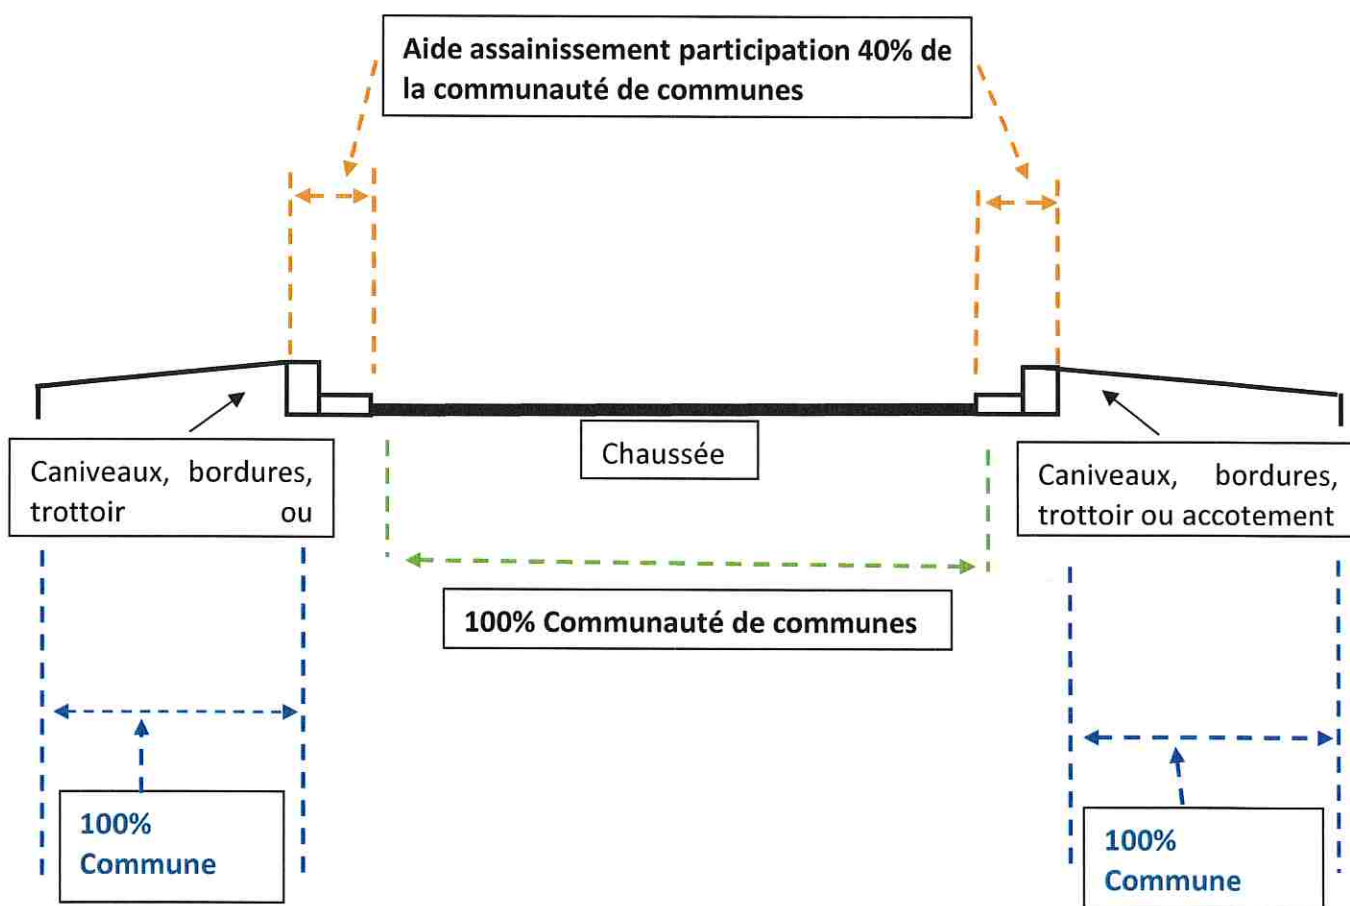 Aide assainissement participation 40% de
la communauté de communes
Chaussée
Caniveaux, bordures,
trottoir ou
Caniveaux, bordures,
trottoir ou accotement
100% Communauté de communes
100%
Commune
100%
Commune